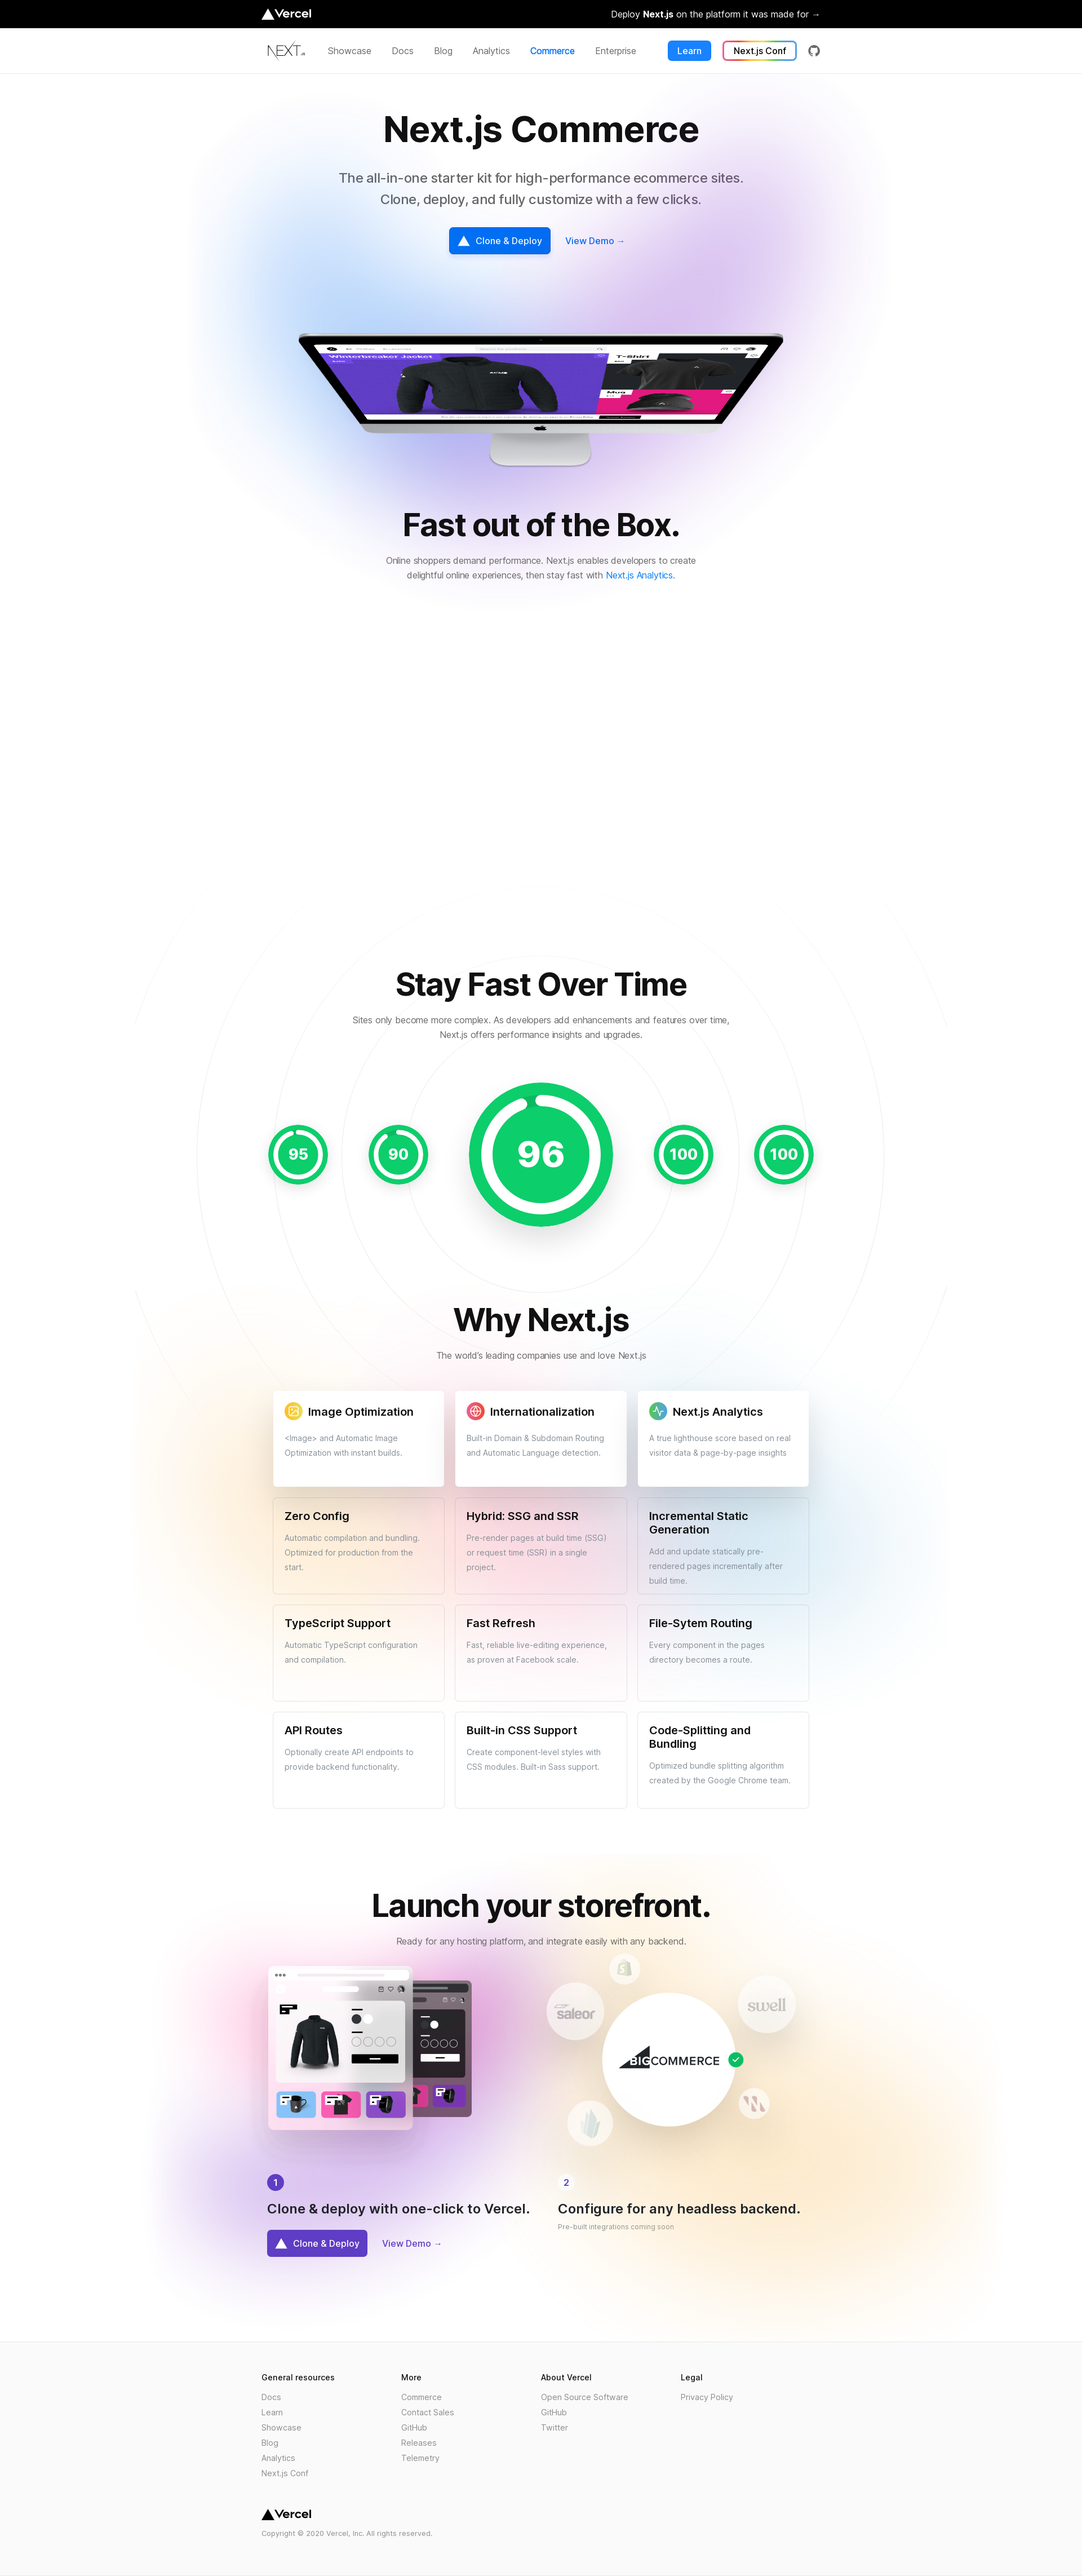 Vercel
Deploy Next.js on the platform it was made for →
NEXT.JS
Showcase
Docs
Blog
Analytics
Commerce
Enterprise
Learn
Next.js Conf
Next.js Commerce
The all-in-one starter kit for high-performance ecommerce sites.
Clone, deploy, and fully customize with a few clicks.
Clone & Deploy
View Demo →
Winterbreaker Jacket
T-Shirt
Mug
Fast out of the Box.
Online shoppers demand performance. Next.js enables developers to create
delightful online experiences, then stay fast with Next.js Analytics.
Stay Fast Over Time
Sites only become more complex. As developers add enhancements and features over time,
Next.js offers performance insights and upgrades.
95
90
96
100
100
Why Next.js
The world's leading companies use and love Next.js
Image Optimization
<Image> and Automatic Image
Optimization with instant builds.
Internationalization
Built-in Domain & Subdomain Routing
and Automatic Language detection.
Next.js Analytics
A true lighthouse score based on real
visitor data & page-by-page insights
Zero Config
Automatic compilation and bundling.
Optimized for production from the
start.
Hybrid: SSG and SSR
Pre-render pages at build time (SSG)
or request time (SSR) in a single
project.
Incremental Static
Generation
Add and update statically pre-
rendered pages incrementally after
build time.
TypeScript Support
Automatic TypeScript configuration
and compilation.
Fast Refresh
Fast, reliable live-editing experience,
as proven at Facebook scale.
File-Sytem Routing
Every component in the pages
directory becomes a route.
API Routes
Optionally create API endpoints to
provide backend functionality.
Built-in CSS Support
Create component-level styles with
CSS modules. Built-in Sass support.
Code-Splitting and
Bundling
Optimized bundle splitting algorithm
created by the Google Chrome team.
Launch your storefront.
Ready for any hosting platform, and integrate easily with any backend.
saleor
swell
BIGCOMMERCE
1
Clone & deploy with one-click to Vercel.
Clone & Deploy
View Demo →
2
Configure for any headless backend.
Pre-built integrations coming soon
General resources
Docs
Learn
Showcase
Blog
Analytics
Next.js Conf
More
Commerce
Contact Sales
GitHub
Releases
Telemetry
About Vercel
Open Source Software
GitHub
Twitter
Legal
Privacy Policy
Vercel
Copyright © 2020 Vercel, Inc. All rights reserved.